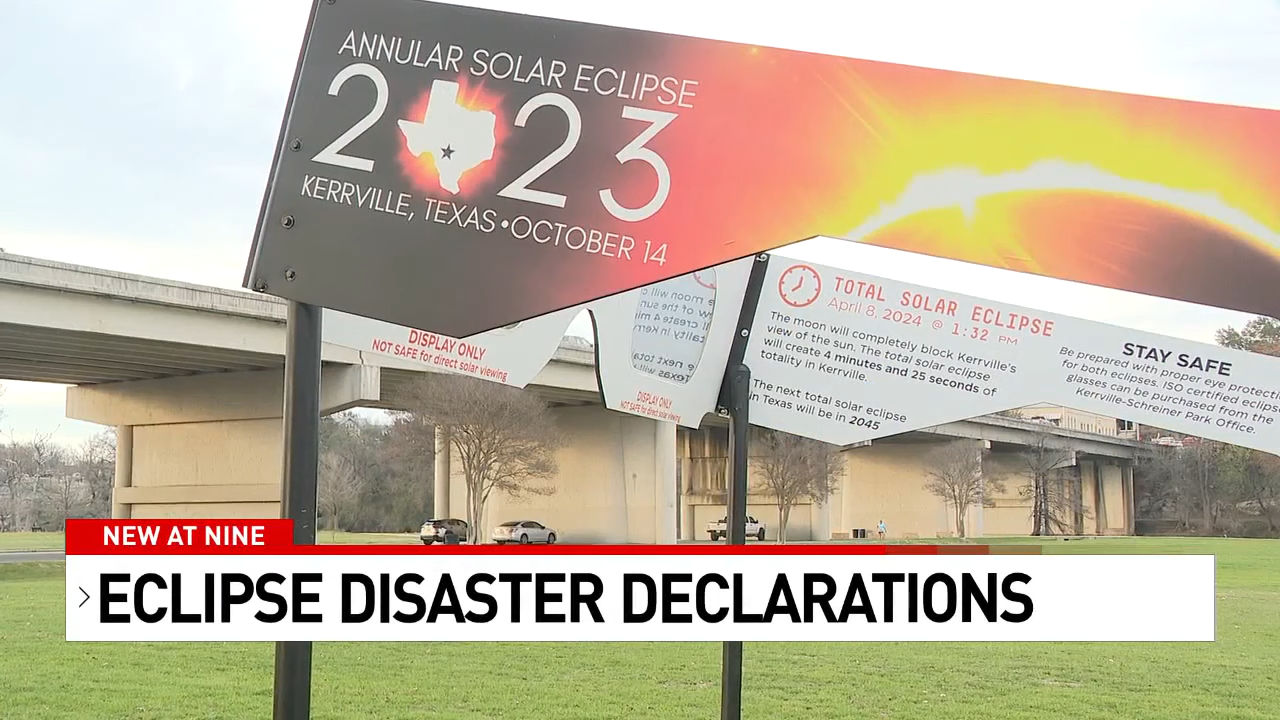 ANNULAR SOLAR ECLIPSE
2 23
KERRVILLE, TEXAS•OCTOBER 14
DISPLAY ONLY
NOT SAFE for direct solar viewing
DISPLAY ONLY
NOT SAFE for direct solar viewing
TOTAL SOLAR ECLIPSE
April 8, 2024 @ 1:32 PM
The moon will completely block Kerrville's
view of the sun. The total solar eclipse
will create 4 minutes and 25 seconds of
totality in Kerrville.
The next total solar eclipse
in Texas will be in 2045
STAY SAFE
Be prepared with proper eye
for both eclipses. ISO certified
glasses can be purchased from the
Kerrville-Schreiner Park Office.
NEW AT NINE
ECLIPSE DISASTER DECLARATIONS